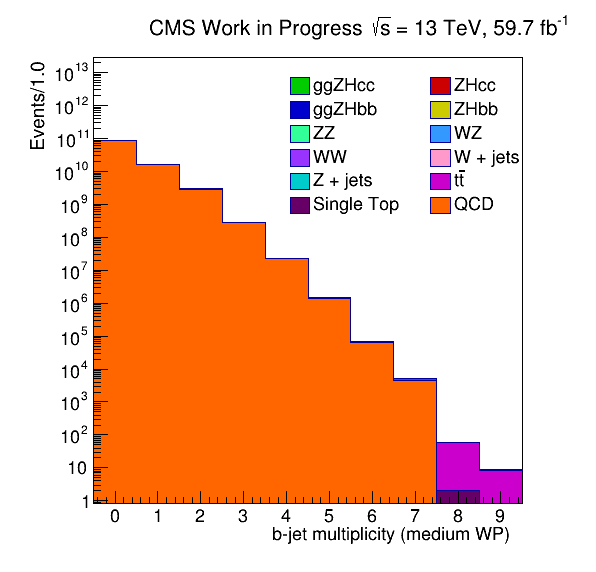 CMS Work in Progress √s = 13 TeV, 59.7 fb⁻¹
Events/1.0
10¹³
10¹²
10¹¹
10¹⁰
10⁹
10⁸
10⁷
10⁶
10⁵
10⁴
10³
10²
10
1
ggZHcc ZHcc
ggZHbb ZHbb
ZZ WZ
WW W + jets
Z + jets tt̄
Single Top QCD
0 1 2 3 4 5 6 7 8 9
b-jet multiplicity (medium WP)